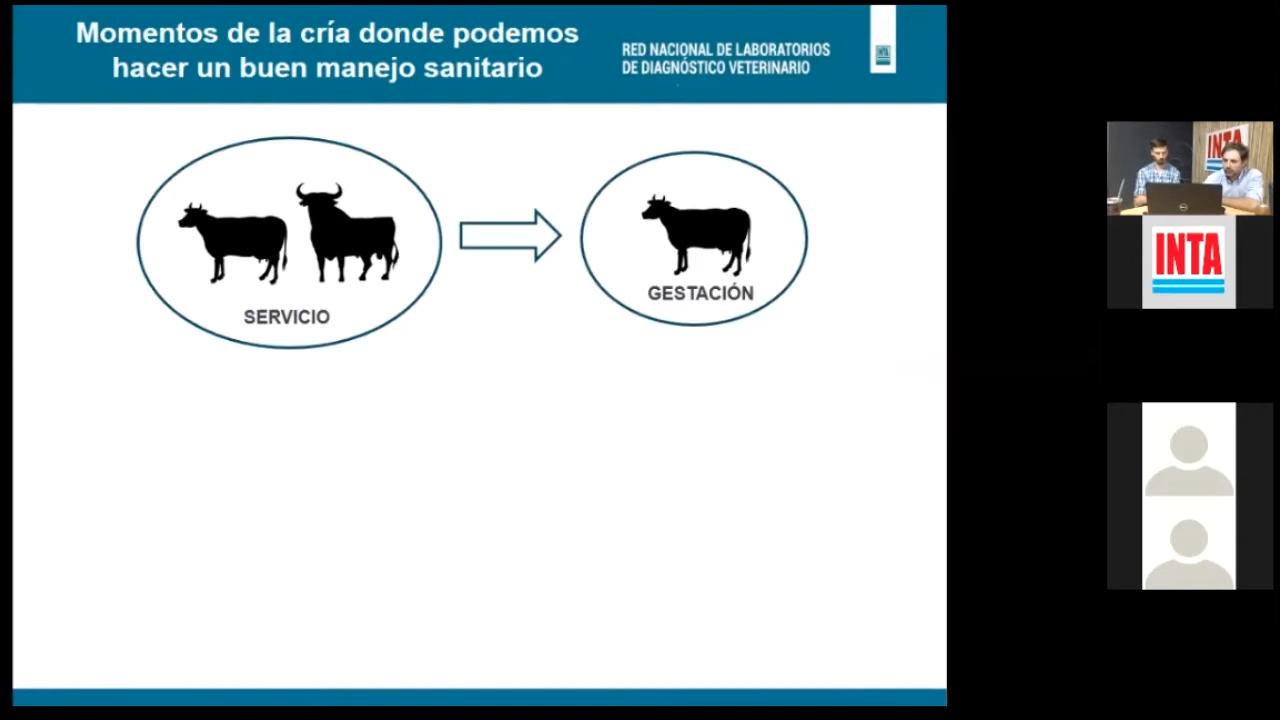 Momentos de la cría donde podemos
hacer un buen manejo sanitario
RED NACIONAL DE LABORATORIOS
DE DIAGNÓSTICO VETERINARIO
INTA
SERVICIO
GESTACIÓN
INTA
INTA